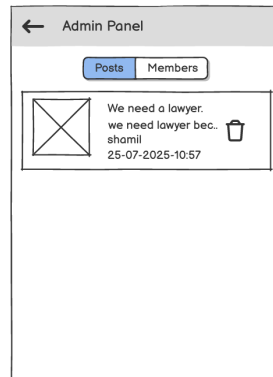 Admin Panel
Posts Members
We need a lawyer.
we need lawyer bec..
shamil
25-07-2025-10:57